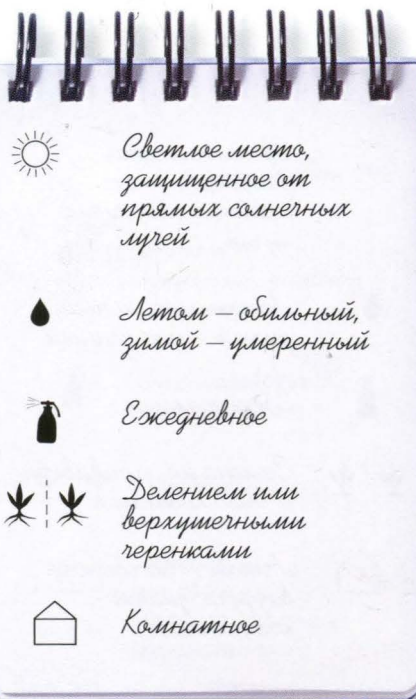 Светлое место,
защищенное от
прямых солнечных
лучей
Летом – обильный,
зимой – умеренный
Ежедневное
Делением или
верхушечными
черенками
Комнатное